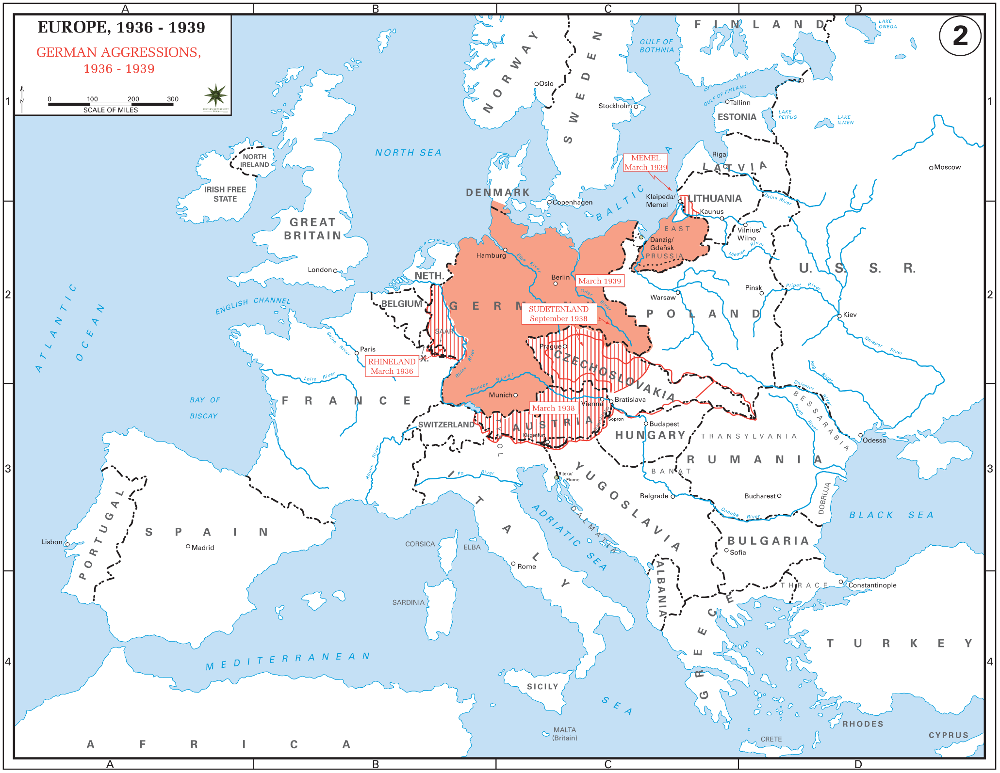 A
B
C
D
EUROPE, 1936 - 1939
GERMAN AGGRESSIONS,
1936 - 1939
N
0 100 200 300
SCALE OF MILES
HISTORY DEPARTMENT
USMA
2
1
1
2
2
3
3
4
4
FINLAND
LAKE
ONEGA
GULF OF
BOTHNIA
NORWAY
SWEDEN
Oslo
Stockholm
GULF OF FINLAND
Tallinn
ESTONIA
LAKE
PEIPUS
LAKE
ILMEN
NORTH SEA
NORTH
IRELAND
IRISH FREE
STATE
GREAT
BRITAIN
London
DENMARK
Copenhagen
BALTIC
A
MEMEL
March 1939
Riga
LATVIA
Moscow
Klaipeda/
Memel
LITHUANIA
Kaunus
Dvina River
Vilnius/
Wilno
Niemen River
EAST
PRUSSIA
Danzig/
Gdańsk
U. S. S. R.
Hamburg
Elbe River
Berlin
March 1939
Oder River
Warsaw
Pinsk
Pripet River
POLAND
Kiev
Dnieper River
NETH.
BELGIUM
GERMANY
SUDETENLAND
September 1938
SAAR
X.
RHINELAND
March 1936
Rhine River
ATLANTIC
OCEAN
ENGLISH CHANNEL
Seine River
Paris
Loire River
BAY OF
BISCAY
FRANCE
Prague
CZECHOSLOVAKIA
Danube River
Munich
Vienna
Bratislava
March 1938
BURGENLAND
Sopron
AUSTRIA
TYROL
Klagenfurt
SWITZERLAND
Budapest
HUNGARY
TRANSYLVANIA
RUMANIA
BANAT
Bug River
Dniester River
BESSARABIA
Pruth River
Odessa
Rhone River
Po River
Rijeka/
Fiume
YUGOSLAVIA
Belgrade
Bucharest
DOBRUJA
Danube River
BLACK SEA
PORTUGAL
SPAIN
Lisbon
Madrid
ITALY
CORSICA
ELBA
Rome
ADRIATIC SEA
DALMATIA
BULGARIA
Sofia
ALBANIA
THRACE
Constantinople
SARDINIA
GREECE
TURKEY
MEDITERRANEAN
SEA
SICILY
MALTA
(Britain)
RHODES
CRETE
CYPRUS
AFRICA
A
B
C
D